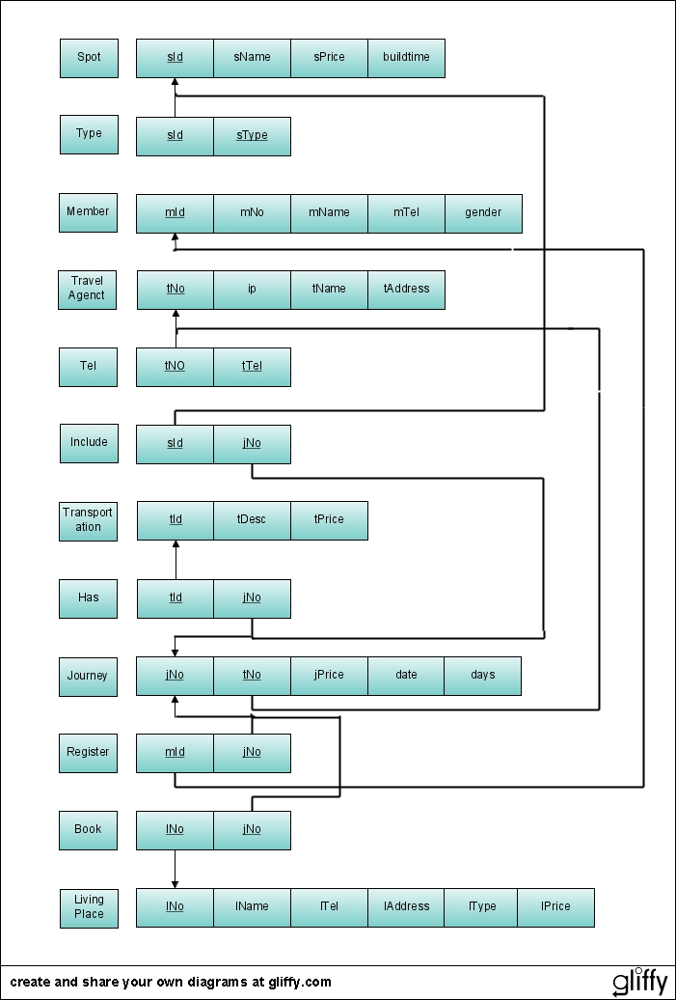 Spot sId sName sPrice buildtime
Type sId sType
Member mId mNo mName mTel gender
Travel
Agenct tNo ip tName tAddress
Tel tNO tTel
Include sId jNo
Transport
ation tId tDesc tPrice
Has tId jNo
Journey jNo tNo jPrice date days
Register mId jNo
Book lNo jNo
Living
Place lNo lName lTel lAddress lType lPrice
create and share your own diagrams at gliffy.com gliffy